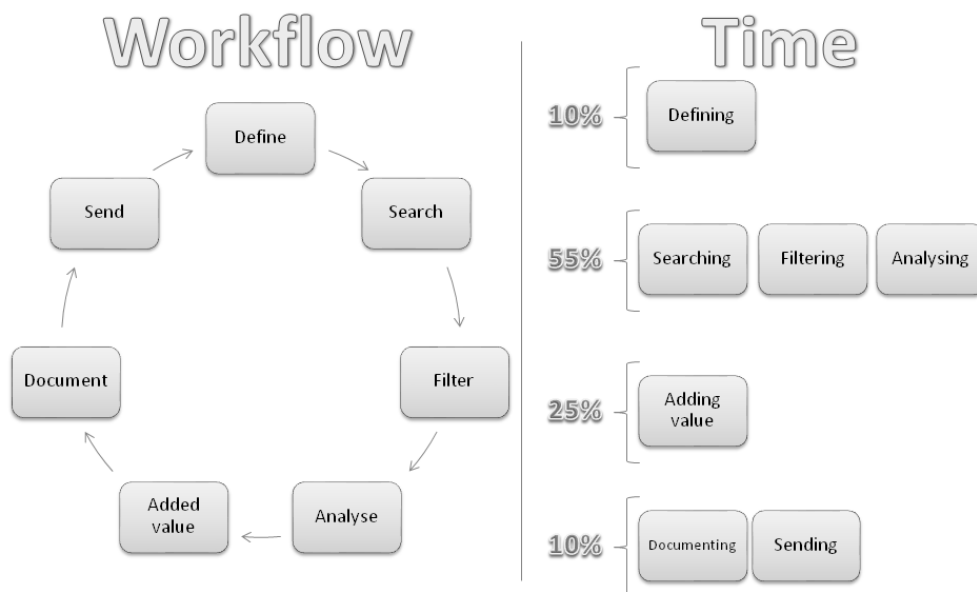 Workflow
Define
Search
Filter
Analyse
Added
value
Document
Send
Time
10%
Defining
55%
Searching
Filtering
Analysing
25%
Adding
value
10%
Documenting
Sending